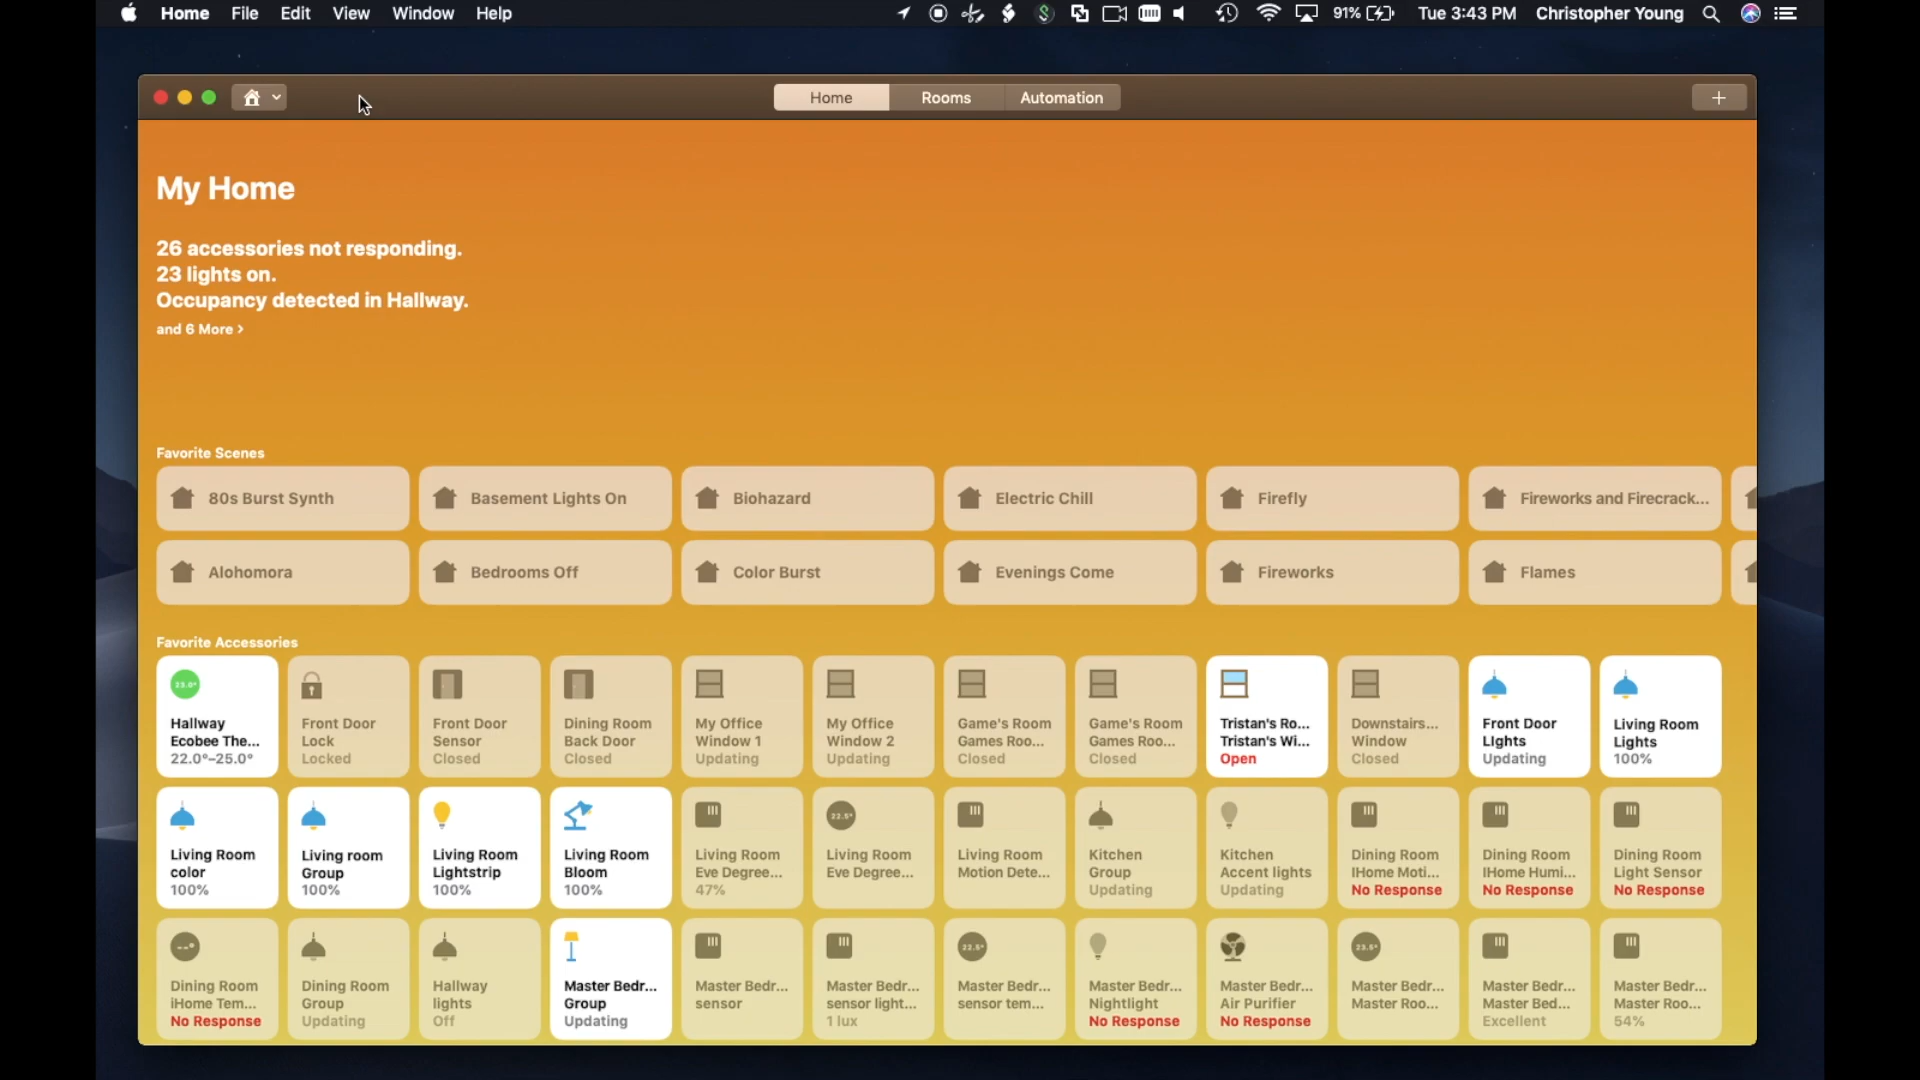 Home File Edit View Window Help
91% Tue 3:43 PM Christopher Young
Home Rooms Automation
My Home
26 accessories not responding.
23 lights on.
Occupancy detected in Hallway.
and 6 More >
Favorite Scenes
80s Burst Synth
Basement Lights On
Biohazard
Electric Chill
Firefly
Fireworks and Firecrack...
Alohomora
Bedrooms Off
Color Burst
Evenings Come
Fireworks
Flames
Favorite Accessories
23.0°
Hallway
Ecobee The...
22.0°–25.0°
Front Door
Lock
Locked
Front Door
Sensor
Closed
Dining Room
Back Door
Closed
My Office
Window 1
Updating
My Office
Window 2
Updating
Game's Room
Games Roo...
Closed
Game's Room
Games Roo...
Closed
Tristan's Ro...
Tristan's Wi...
Open
Downstairs...
Window
Closed
Front Door
LIghts
Updating
Living Room
Lights
100%
Living Room
color
100%
Living room
Group
100%
Living Room
Lightstrip
100%
Living Room
Bloom
100%
Living Room
Eve Degree...
47%
22.5°
Living Room
Eve Degree...
Living Room
Motion Dete...
Kitchen
Group
Updating
Kitchen
Accent lights
Updating
Dining Room
IHome Moti...
No Response
Dining Room
IHome Humi...
No Response
Dining Room
Light Sensor
No Response
--°
Dining Room
iHome Tem...
No Response
Dining Room
Group
Updating
Hallway
lights
Off
Master Bedr...
Group
Updating
Master Bedr...
sensor
Master Bedr...
sensor light...
1 lux
22.5°
Master Bedr...
sensor tem...
Master Bedr...
Nightlight
No Response
Master Bedr...
Air Purifier
No Response
23.5°
Master Bedr...
Master Roo...
Master Bedr...
Master Bed...
Excellent
Master Bedr...
Master Roo...
54%